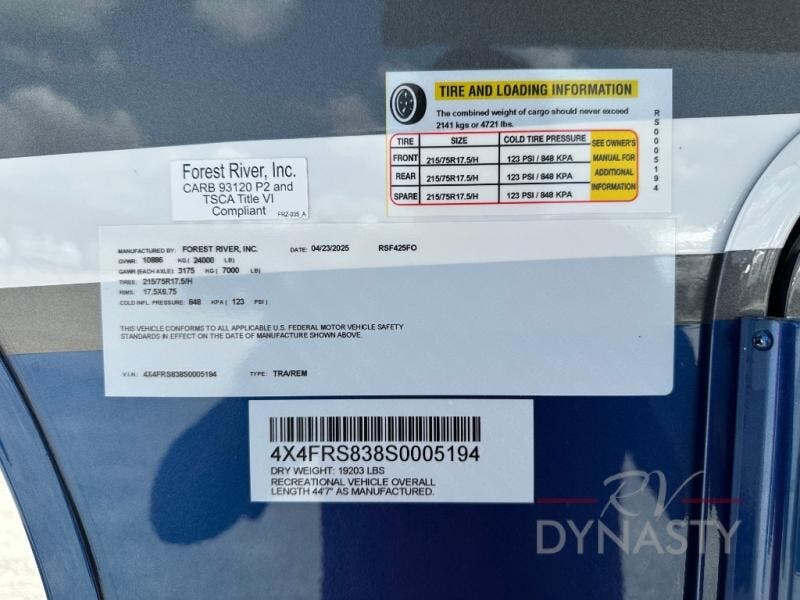 TIRE AND LOADING INFORMATION
The combined weight of cargo should never exceed
2141 kgs or 4721 lbs.
TIRE SIZE COLD TIRE PRESSURE
FRONT 215/75R17.5/H 123 PSI / 848 KPA
REAR 215/75R17.5/H 123 PSI / 848 KPA
SPARE 215/75R17.5/H 123 PSI / 848 KPA
SEE OWNER'S
MANUAL FOR
ADDITIONAL
INFORMATION
RS0005194
Forest River, Inc.
CARB 93120 P2 and
TSCA Title VI
Compliant
FRZ-035_A
MANUFACTURED BY: FOREST RIVER, INC. DATE: 04/23/2025 RSF425FO
GVWR: 10886 KG ( 24000 LB)
GAWR (EACH AXLE): 3175 KG ( 7000 LB)
TIRES: 215/75R17.5/H
RIMS: 17.5X6.75
COLD INFL. PRESSURE: 848 KPA ( 123 PSI )
THIS VEHICLE CONFORMS TO ALL APPLICABLE U.S. FEDERAL MOTOR VEHICLE SAFETY
STANDARDS IN EFFECT ON THE DATE OF MANUFACTURE SHOWN ABOVE.
V.I.N.: 4X4FRS838S0005194 TYPE: TRA/REM
4X4FRS838S0005194
DRY WEIGHT: 19203 LBS
RECREATIONAL VEHICLE OVERALL
LENGTH 44'7" AS MANUFACTURED.
RV
DYNASTY